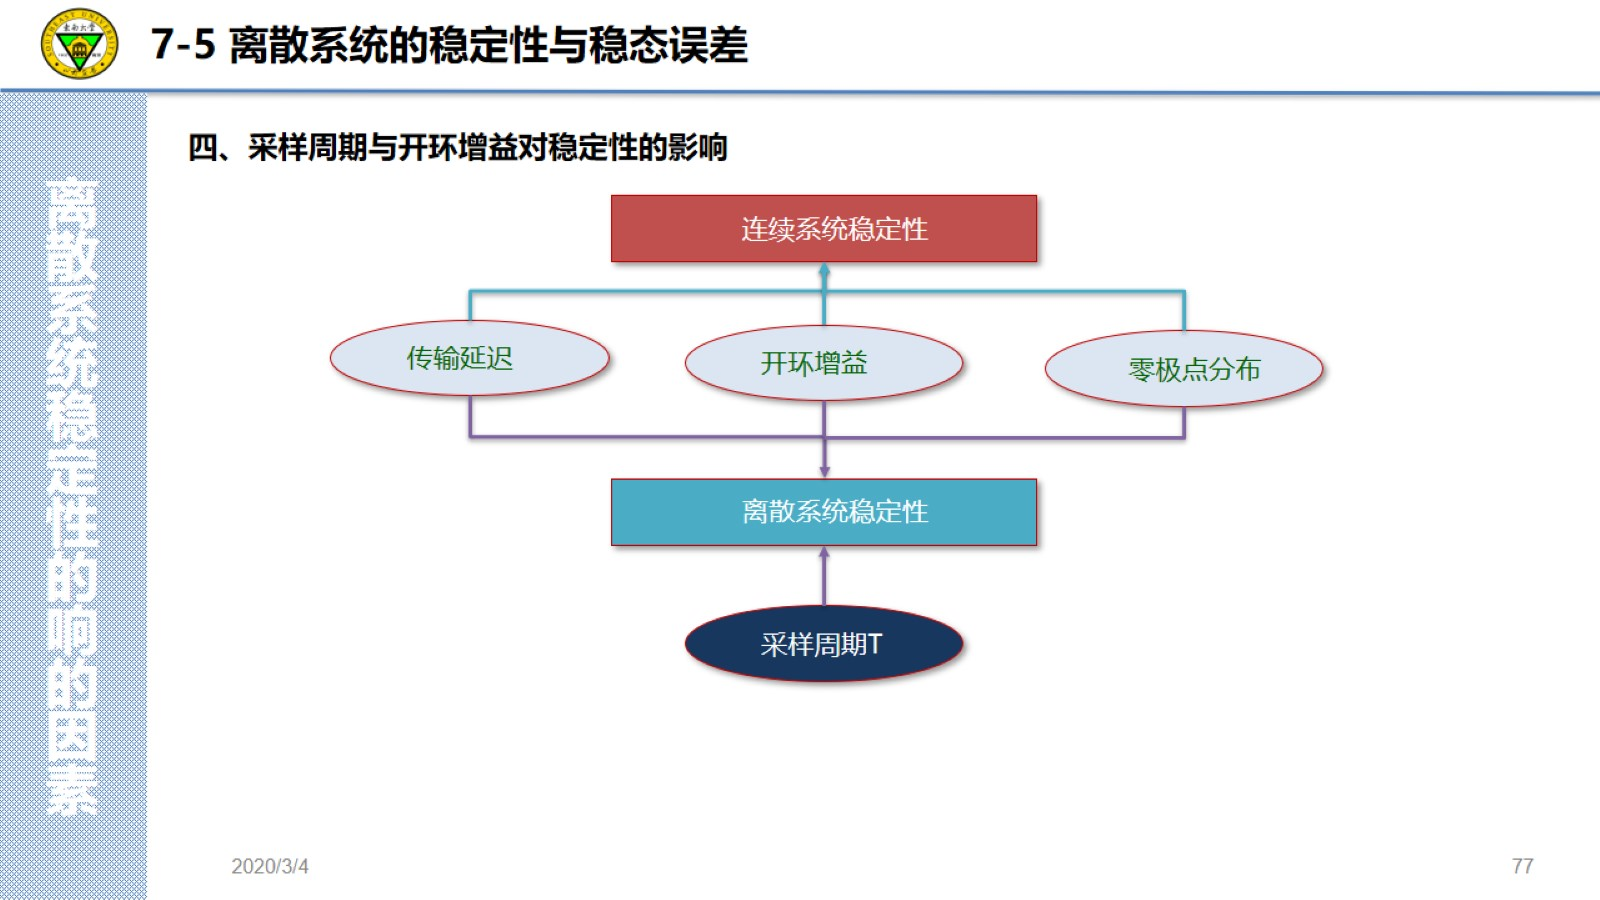 7-5 离散系统的稳定性与稳态误差
四、采样周期与开环增益对稳定性的影响
离散系统稳定性的响的因素
连续系统稳定性
传输延迟
开环增益
零极点分布
离散系统稳定性
采样周期T
2020/3/4
77